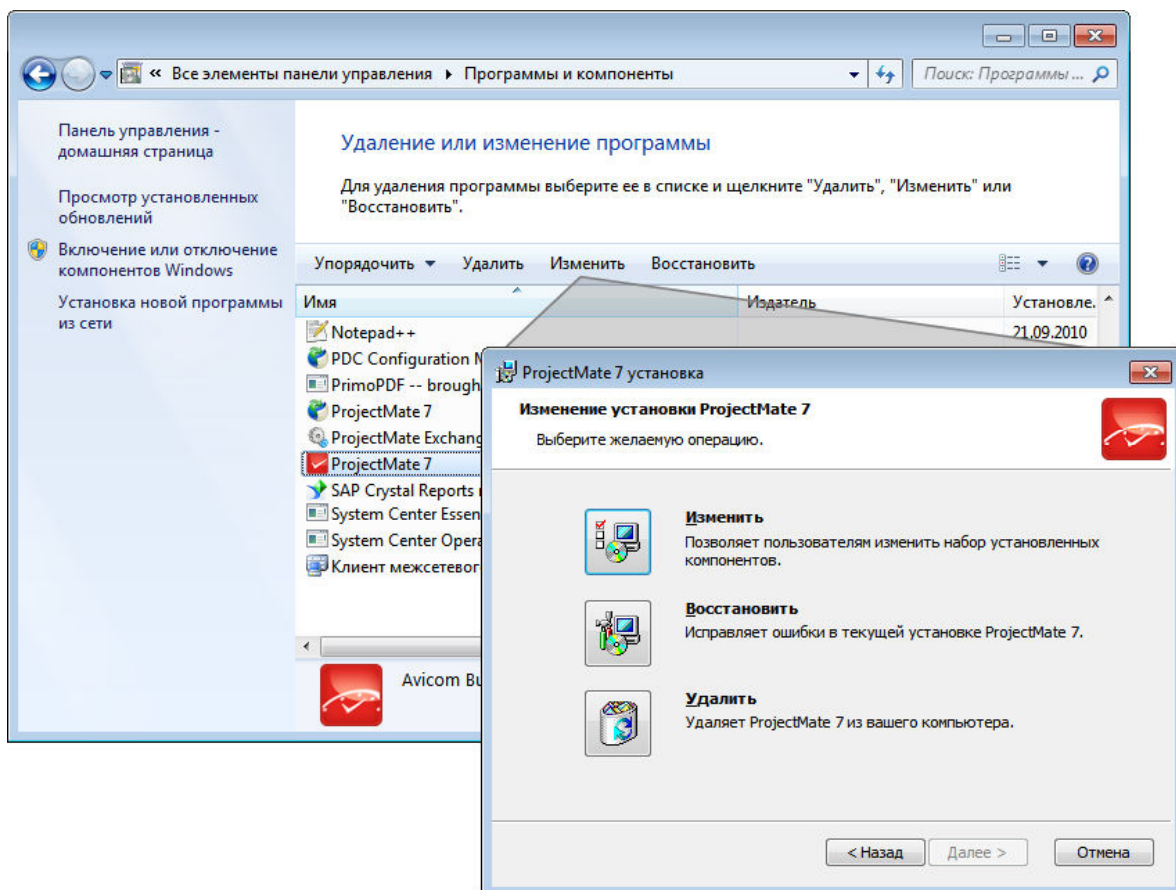 « Все элементы панели управления ▸ Программы и компоненты
Поиск: Программы ...
Панель управления -
домашняя страница
Просмотр установленных
обновлений
Включение или отключение
компонентов Windows
Установка новой программы
из сети
Удаление или изменение программы
Для удаления программы выберите ее в списке и щелкните "Удалить", "Изменить" или
"Восстановить".
Упорядочить Удалить Изменить Восстановить
Имя Издатель Установле.
Notepad++ 21.09.2010
PDC Configuration
PrimoPDF -- brough
ProjectMate 7
ProjectMate Exchang
ProjectMate 7
SAP Crystal Reports
System Center Essen
System Center Opera
Клиент межсетевог
Avicom Bu
ProjectMate 7 установка
Изменение установки ProjectMate 7
Выберите желаемую операцию.
Изменить
Позволяет пользователям изменить набор установленных
компонентов.
Восстановить
Исправляет ошибки в текущей установке ProjectMate 7.
Удалить
Удаляет ProjectMate 7 из вашего компьютера.
< Назад Далее > Отмена